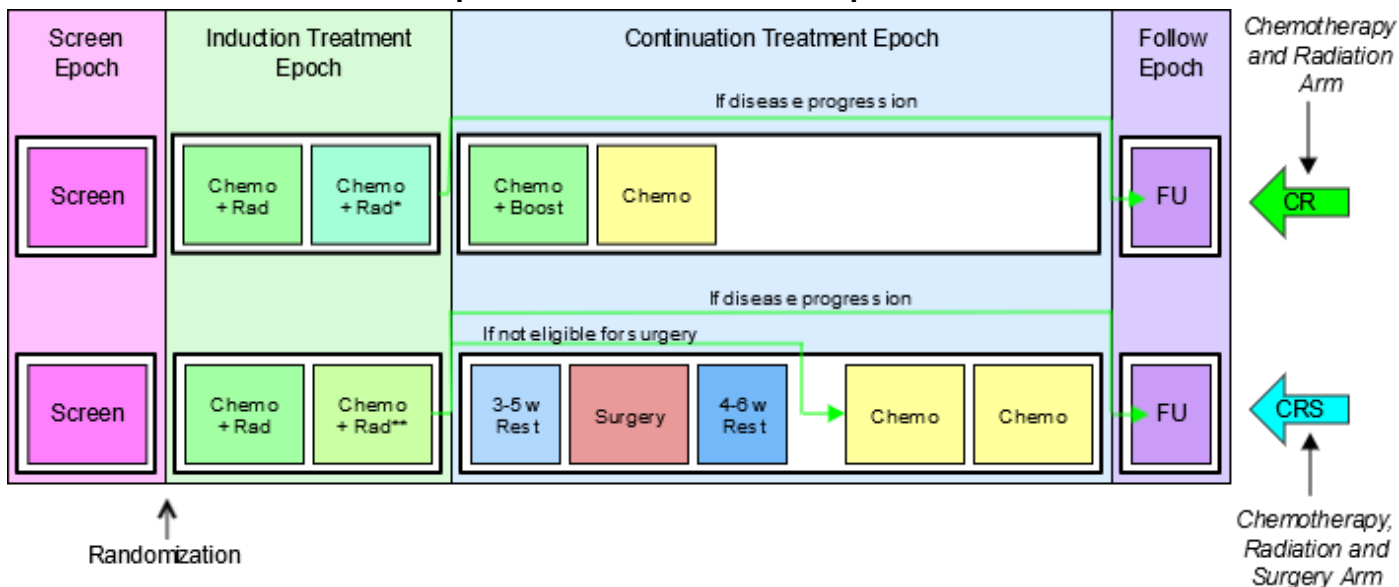 Screen
Epoch
Induction Treatment
Epoch
Continuation Treatment Epoch
Follow
Epoch
Chemotherapy
and Radiation
Arm
If disease progression
Screen
Chemo
+ Rad
Chemo
+ Rad*
Chemo
+ Boost
Chemo
FU
CR
If disease progression
If not eligible for surgery
Screen
Chemo
+ Rad
Chemo
+ Rad**
3-5 w
Rest
Surgery
4-6 w
Rest
Chemo
Chemo
FU
CRS
Randomization
Chemotherapy,
Radiation and
Surgery Arm